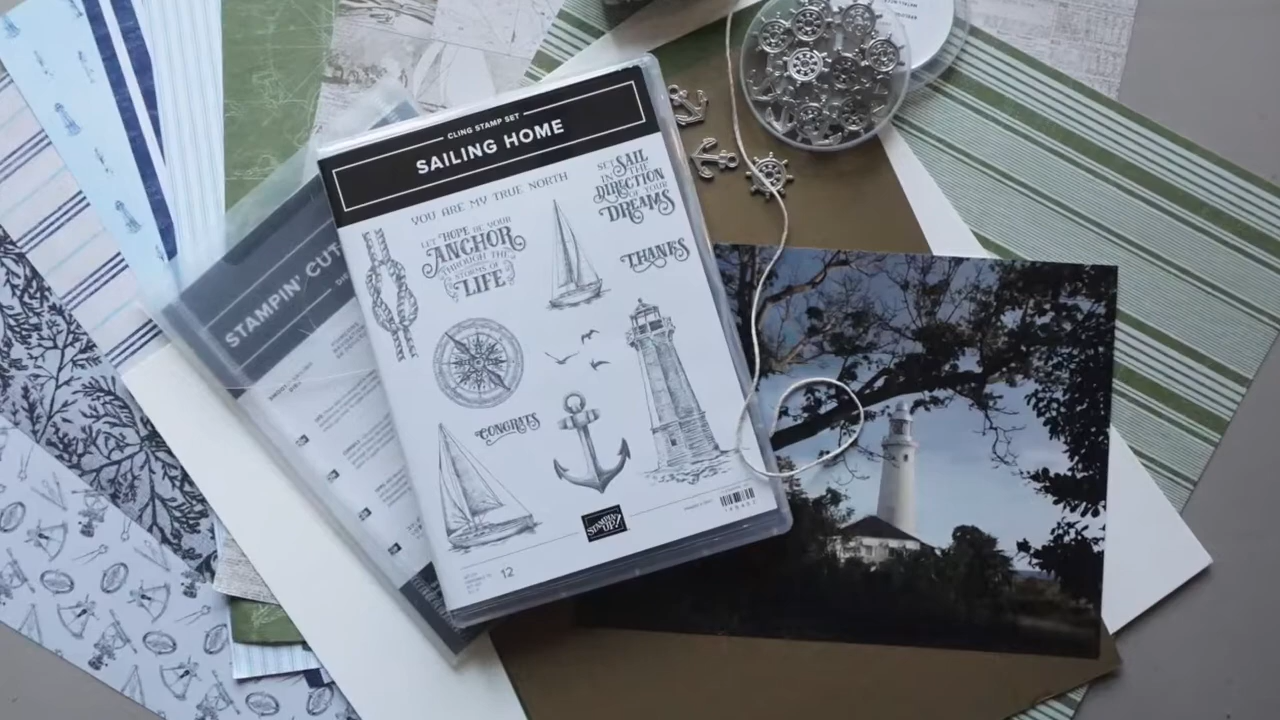 CLING STAMP SET
SAILING HOME
YOU ARE MY TRUE NORTH
SET SAIL
IN THE
DIRECTION
OF YOUR
DREAMS
LET HOPE BE YOUR
ANCHOR
THROUGH THE
STORMS OF
LIFE
THANKS
CONGRATS
STAMPIN' UP!
12
STAMPIN' CUT